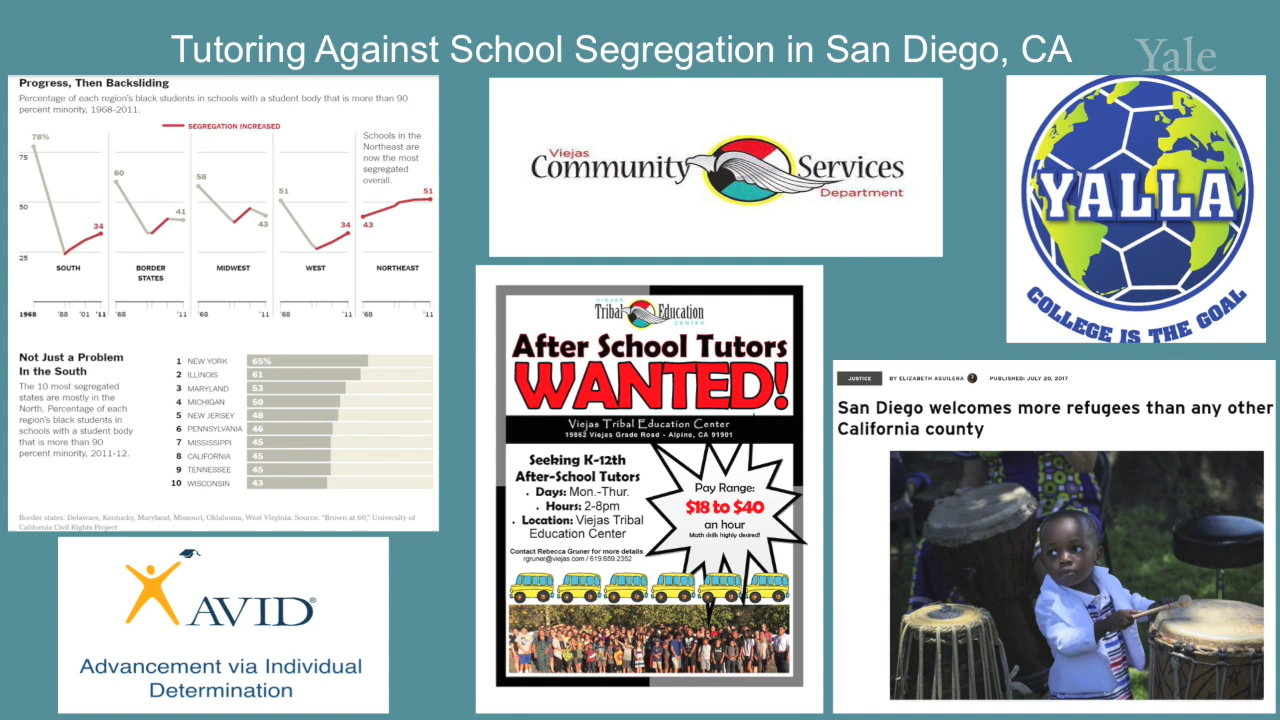 Tutoring Against School Segregation in San Diego, CA
Yale
Progress, Then Backsliding
Percentage of each region's black students in schools with a student body that is more than 90
percent minority, 1968-2011.
SEGREGATION INCREASED
Schools in the
Northeast are
now the most
segregated
overall.
78%
75
50
25
34
60
41
58
43
51
34
43
51
SOUTH
BORDER
STATES
MIDWEST
WEST
NORTHEAST
1968 '88 '01 '11
'68 '11
'68 '11
'68 '11
'68 '11
Not Just a Problem
In the South
The 10 most segregated
states are mostly in the
North. Percentage of each
region's black students in
schools with a student body
that is more than 90
percent minority, 2011-12.
1 NEW YORK 65%
2 ILLINOIS 61
3 MARYLAND 53
4 MICHIGAN 50
5 NEW JERSEY 48
6 PENNSYLVANIA 46
7 MISSISSIPPI 45
8 CALIFORNIA 45
9 TENNESSEE 45
10 WISCONSIN 43
Border states: Delaware, Kentucky, Maryland, Missouri, Oklahoma, West Virginia. Source: "Brown at 60," University of
California Civil Rights Project
AVID®
Advancement via Individual
Determination
Viejas
Community Services
Department
VIEJAS
Tribal Education
CENTER
After School Tutors
WANTED!
Viejas Tribal Education Center
19862 Viejas Grade Road - Alpine, CA 91901
Seeking K-12th
After-School Tutors
. Days: Mon.-Thur.
. Hours: 2-8pm
. Location: Viejas Tribal
Education Center
Contact Rebecca Gruner for more details
rgruner@viejas.com / 619.659.2352
Pay Range:
$18 to $40
an hour
Math skills highly desired!
YALLA
COLLEGE IS THE GOAL
JUSTICE BY ELIZABETH AGUILERA PUBLISHED: JULY 20, 2017
San Diego welcomes more refugees than any other
California county